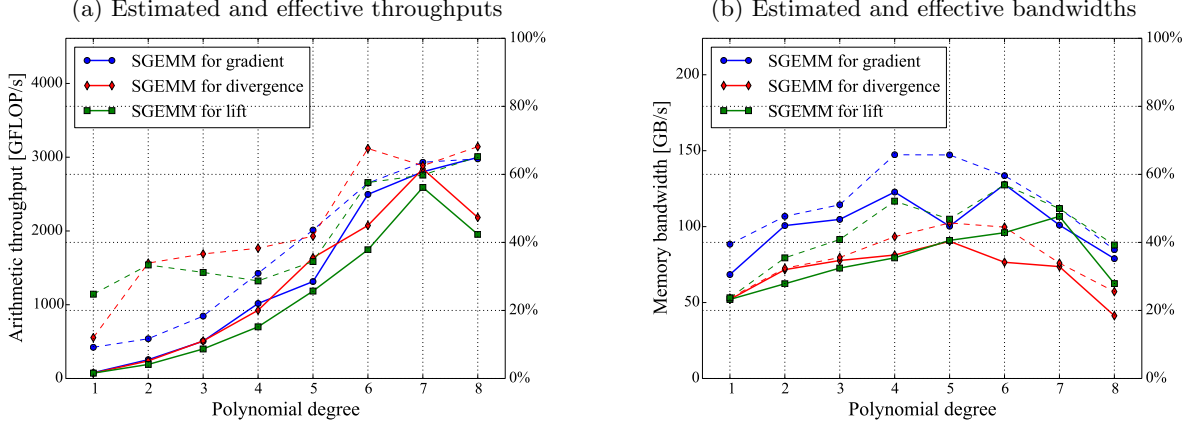 (a) Estimated and effective throughputs
Arithmetic throughput [GFLOP/s]
4000
3000
2000
1000
0
SGEMM for gradient
SGEMM for divergence
SGEMM for lift
100%
80%
60%
40%
20%
0%
1 2 3 4 5 6 7 8
Polynomial degree
(b) Estimated and effective bandwidths
Memory bandwidth [GB/s]
200
150
100
50
0
SGEMM for gradient
SGEMM for divergence
SGEMM for lift
100%
80%
60%
40%
20%
0%
1 2 3 4 5 6 7 8
Polynomial degree